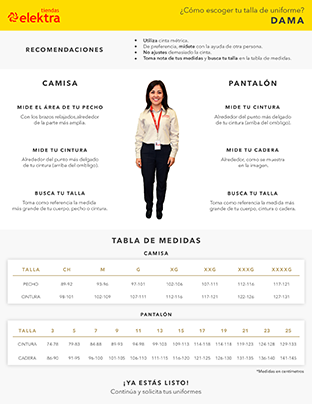 tiendas
elektra
¿Cómo escoger tu talla de uniforme?
DAMA
RECOMENDACIONES
• Utiliza cinta métrica.
• De preferencia, mídete con la ayuda de otra persona.
• No ajustes demasiado la cinta.
• Toma nota de tus medidas y busca tu talla en la tabla de medidas.
CAMISA
MIDE EL ÁREA DE TU PECHO
Con los brazos relajados, alrededor
de la parte más amplia.
MIDE TU CINTURA
Alrededor del punto más delgado
de tu cintura (arriba del ombligo).
BUSCA TU TALLA
Toma como referencia la medida
más grande de tu cuerpo, pecho o cintura.
PANTALÓN
MIDE TU CINTURA
Alrededor del punto más delgado
de tu cintura (arriba del ombligo).
MIDE TU CADERA
Alrededor, como se muestra
en la imagen.
BUSCA TU TALLA
Toma como referencia la medida más
grande de tu cuerpo, cintura o cadera.
TABLA DE MEDIDAS
CAMISA
TALLA CH M G XG XXG XXXG XXXXG
PECHO 89-92 93-96 97-101 102-106 107-111 112-116 117-121
CINTURA 98-101 102-109 107-111 112-116 117-121 122-126 127-131
PANTALÓN
TALLA 3 5 7 9 11 13 15 17 19 21 23 25
CINTURA 74-78 79-83 84-88 89-93 94-98 99-103 109-113 114-118 114-118 119-123 124-128 129-133
CADERA 86-90 91-95 96-100 101-105 106-110 111-115 116-120 121-125 126-130 131-135 136-140 141-145
*Medidas en centímetros
¡YA ESTÁS LISTO!
Continúa y solicita tus uniformes